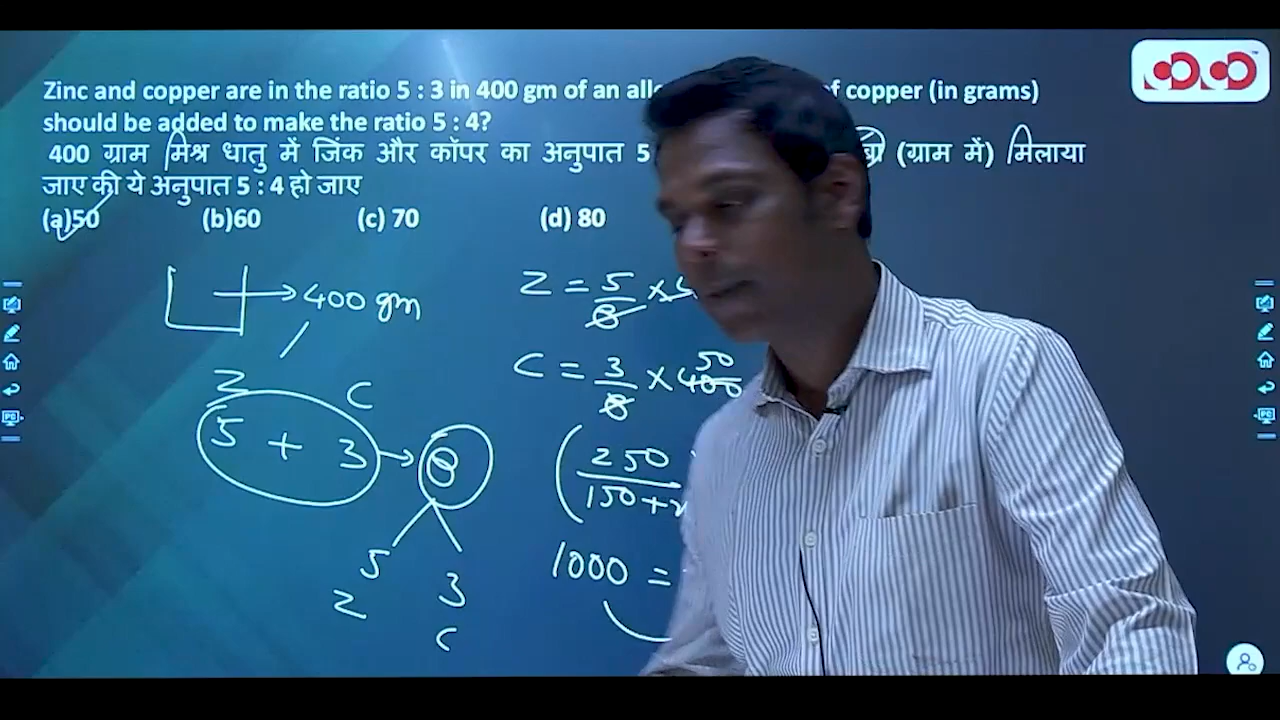 Zinc and copper are in the ratio 5 : 3 in 400 gm of an of copper (in grams)
should be added to make the ratio 5 : 4?
400 ग्राम मिश्र धातु में जिंक और कॉपर का अनुपात 5 (ग्राम में) मिलाया
जाए की ये अनुपात 5 : 4 हो जाए
(a)50 (b)60 (c) 70 (d) 80
400 gm
Z = 5/8 ×
C = 3/8 × 400
50
Z C
5 + 3 → 8
250
150+
1000 =
5 3
Z C